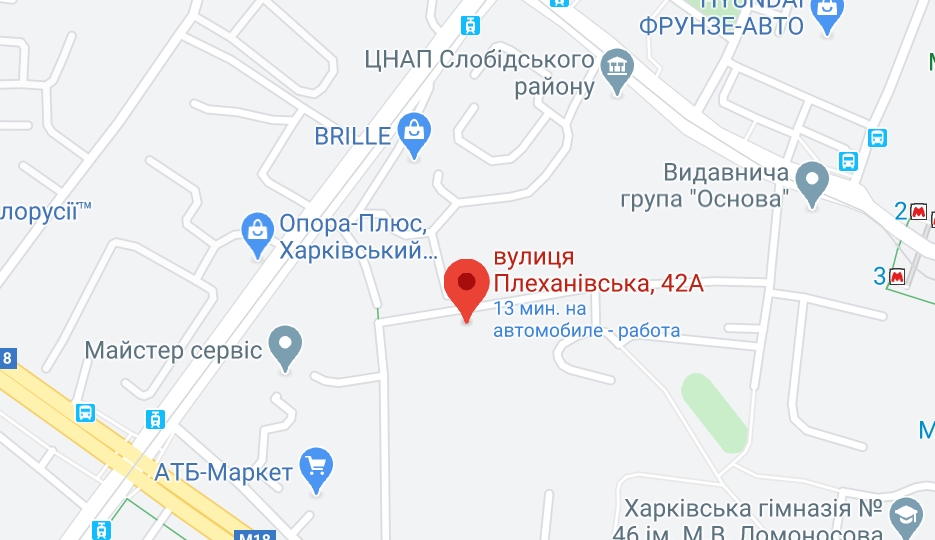 HYUNDAI
ФРУНЗЕ-АВТО
ЦНАП Слобідського
району
BRILLE
Видавнича
група "Основа"
лорусії™
2
Опора-Плюс,
Харківський...
вулиця
Плеханівська, 42А
3
13 мин. на
автомобиле - работа
Майстер сервіс
8
АТБ-Маркет
M18
Харківська гімназія №
46 ім. М.В. Ломоносова